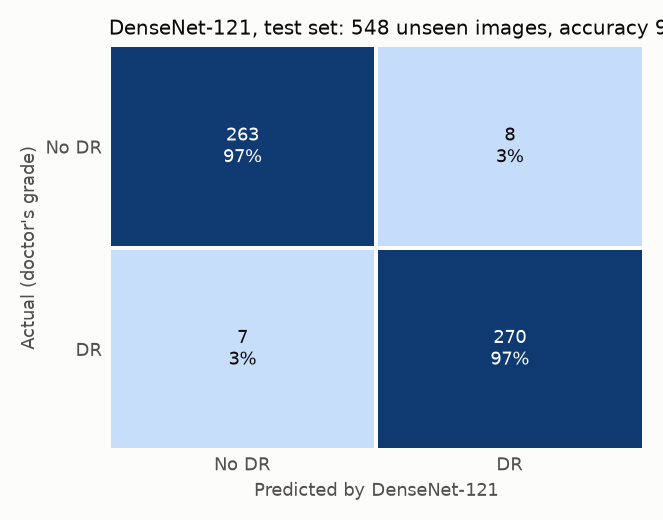 DenseNet-121, test set: 548 unseen images, accuracy 9
No DR
263
97%
8
3%
Actual (doctor's grade)
DR
7
3%
270
97%
No DR
DR
Predicted by DenseNet-121